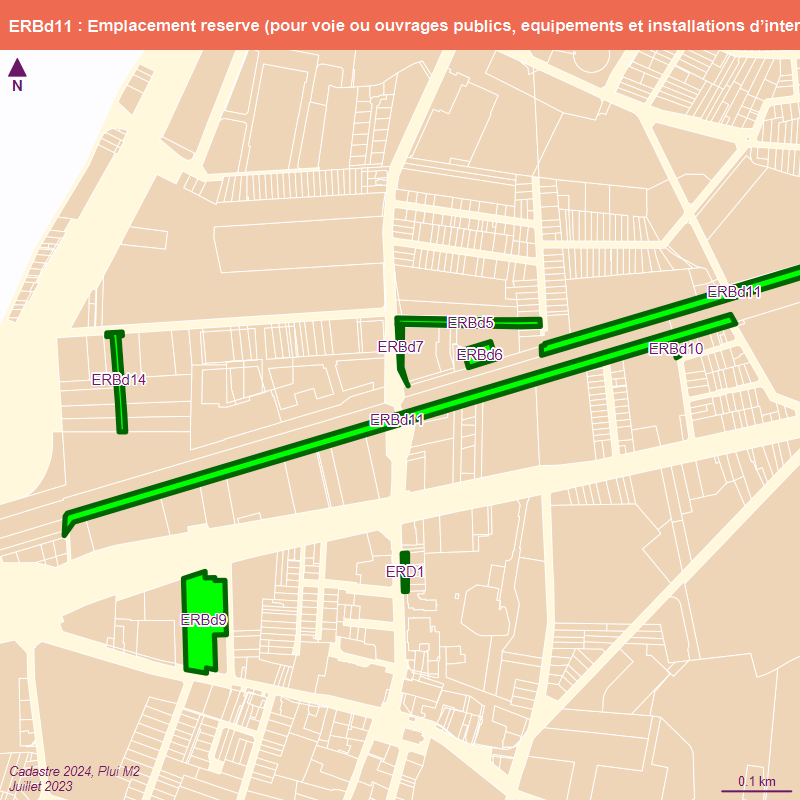 ERBd11 : Emplacement reserve (pour voie ou ouvrages publics, equipements et installations d'inter
N
ERBd11
ERBd5
ERBd7
ERBd6
ERBd10
ERBd14
ERBd11
ERD1
ERBd9
Cadastre 2024, Plui M2
Juillet 2023
0.1 km